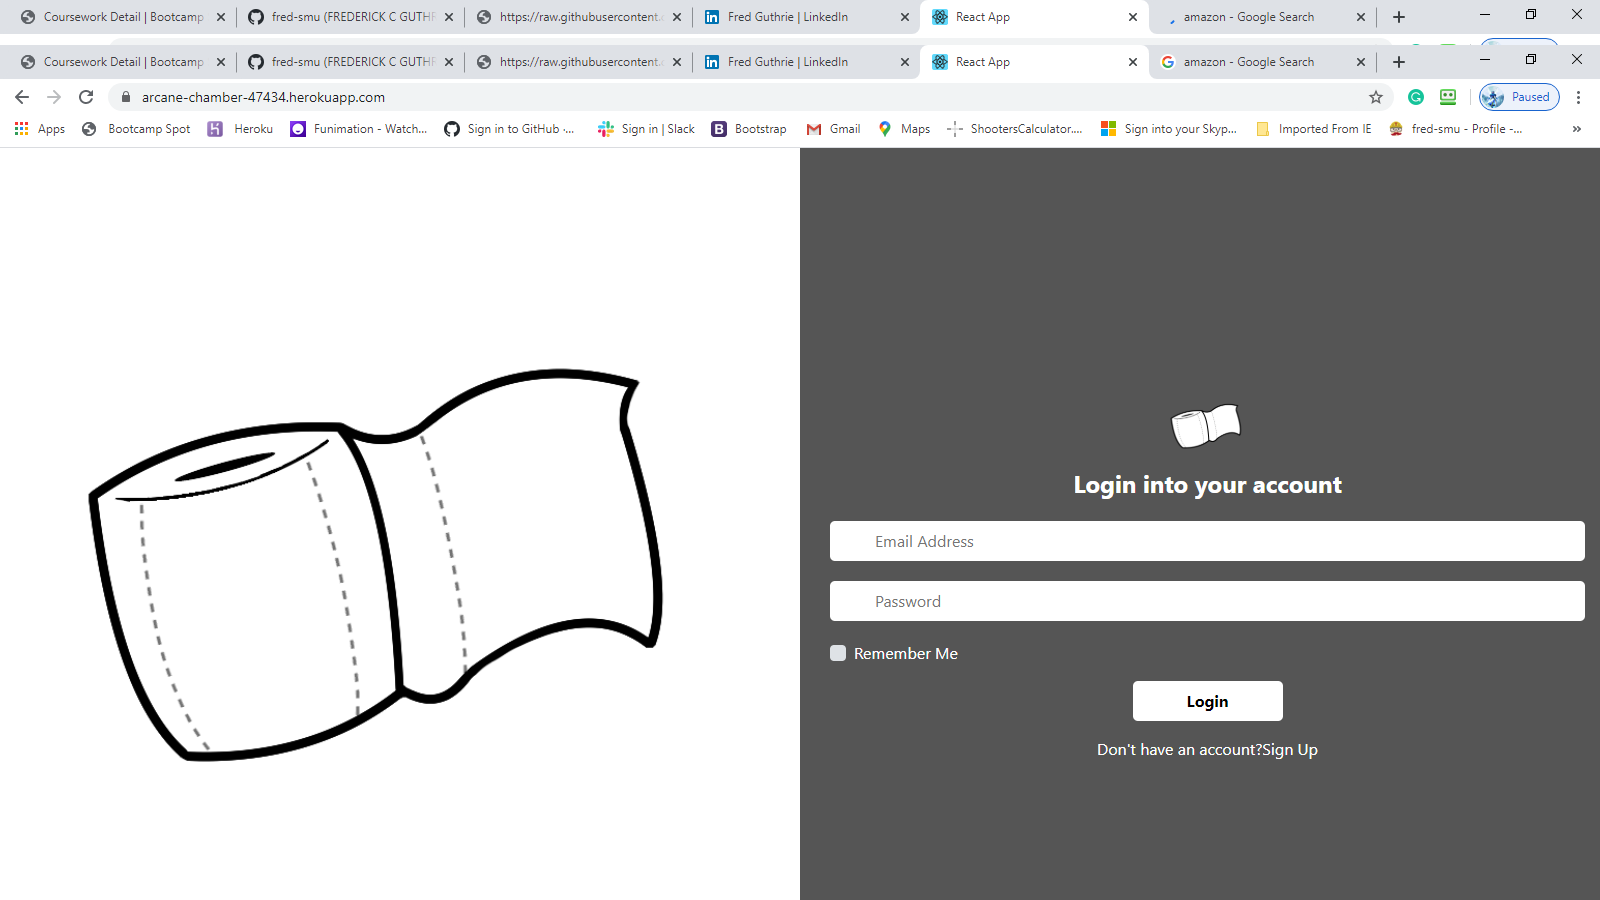 Coursework Detail | Bootcamp fred-smu (FREDERICK C GUTHR https://raw.githubusercontent. Fred Guthrie | LinkedIn React App amazon - Google Search
Coursework Detail | Bootcamp fred-smu (FREDERICK C GUTHR https://raw.githubusercontent. Fred Guthrie | LinkedIn React App amazon - Google Search
arcane-chamber-47434.herokuapp.com Paused
Apps Bootcamp Spot Heroku Funimation - Watch... Sign in to GitHub ·... Sign in | Slack Bootstrap Gmail Maps ShootersCalculator.... Sign into your Skyp... Imported From IE fred-smu - Profile -...
Login into your account
Email Address
Password
Remember Me
Login
Don't have an account?Sign Up